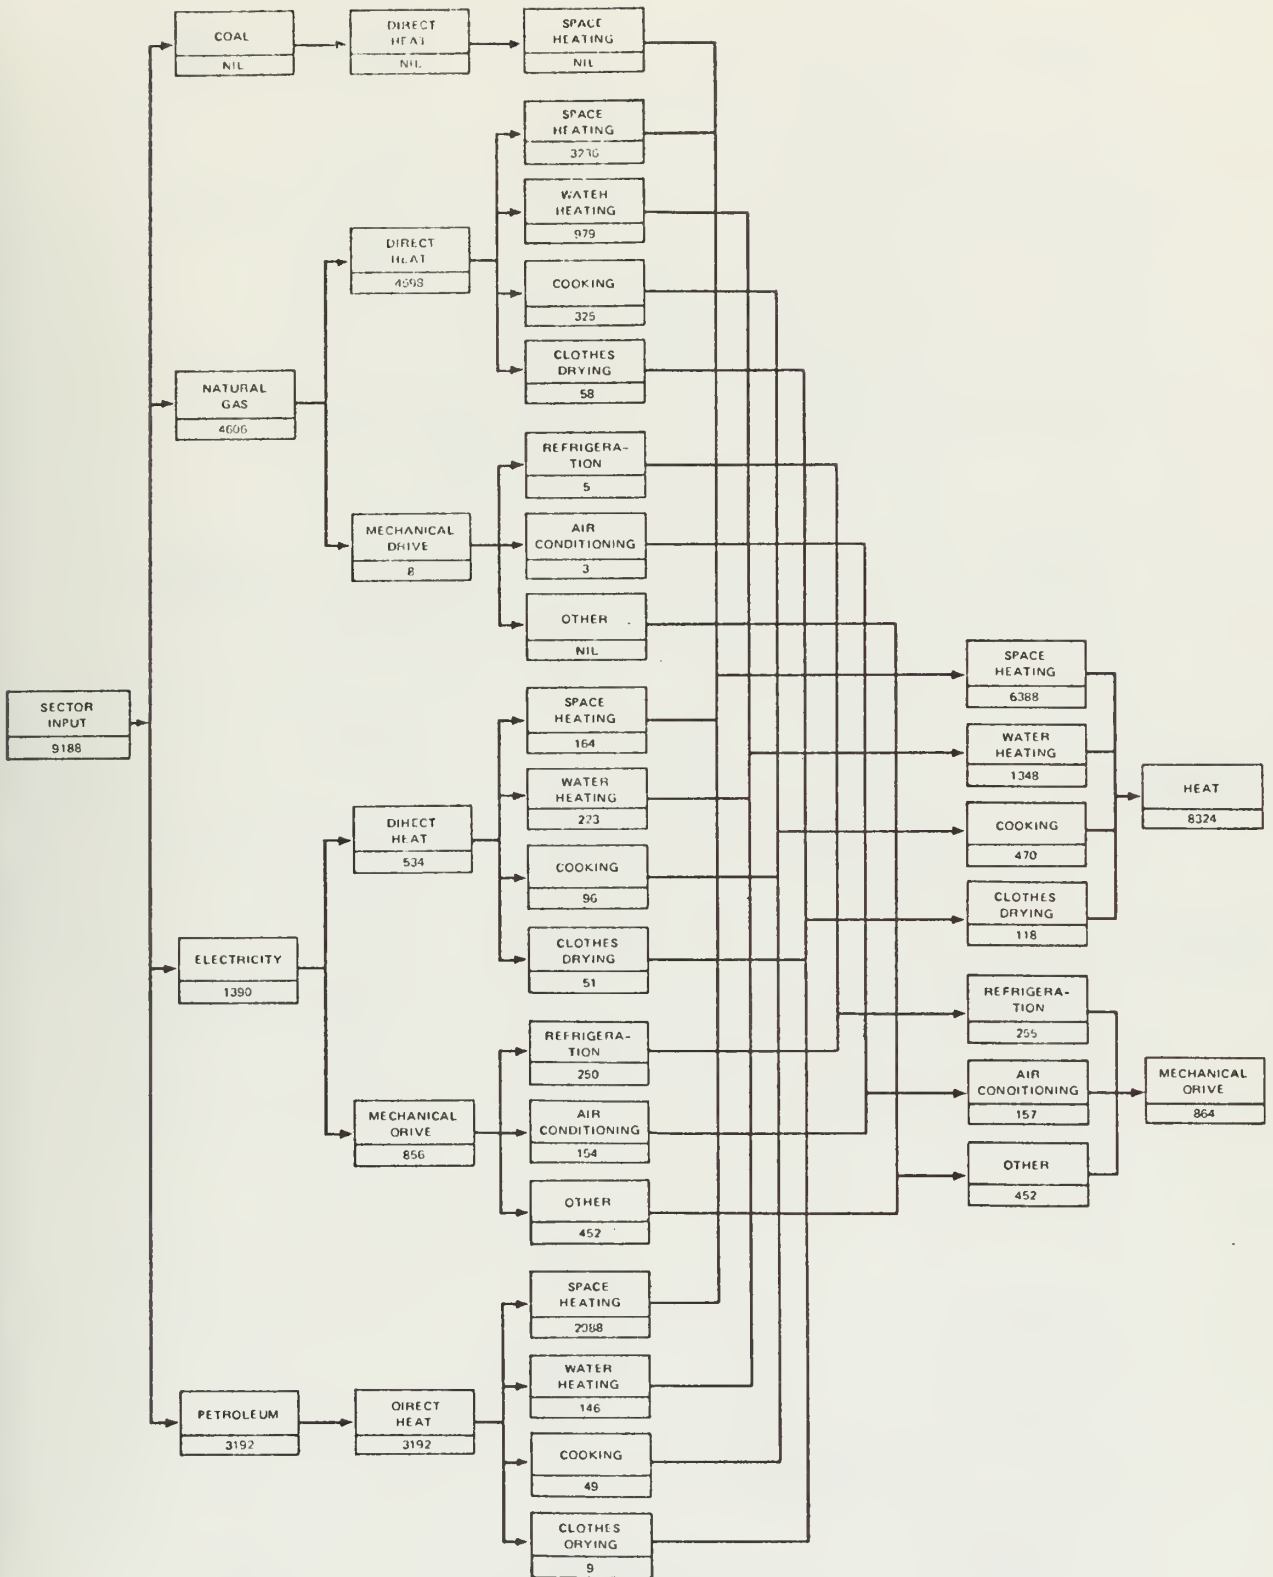 SECTOR
INPUT
9188
COAL
NIL
DIRECT
HEAT
NIL
SPACE
HEATING
NIL
NATURAL
GAS
4606
DIRECT
HEAT
4598
SPACE
HEATING
3236
WATER
HEATING
979
COOKING
325
CLOTHES
DRYING
58
MECHANICAL
DRIVE
8
REFRIGERA-
TION
5
AIR
CONDITIONING
3
OTHER
NIL
ELECTRICITY
1390
DIRECT
HEAT
534
SPACE
HEATING
164
WATER
HEATING
223
COOKING
96
CLOTHES
DRYING
51
MECHANICAL
DRIVE
856
REFRIGERA-
TION
250
AIR
CONDITIONING
154
OTHER
452
PETROLEUM
3192
DIRECT
HEAT
3192
SPACE
HEATING
2988
WATER
HEATING
146
COOKING
49
CLOTHES
DRYING
9
SPACE
HEATING
6388
WATER
HEATING
1348
COOKING
470
CLOTHES
DRYING
118
HEAT
8324
REFRIGERA-
TION
255
AIR
CONDITIONING
157
OTHER
452
MECHANICAL
DRIVE
864